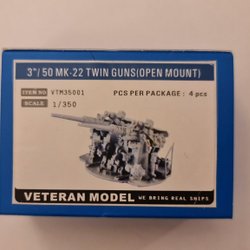 3"/50 MK-22 TWIN GUNS(OPEN MOUNT)
ITEM NO VTM35001 PCS PER PACKAGE : 4 pcs
SCALE 1/350
VETERAN MODEL WE BRING REAL SHIPS